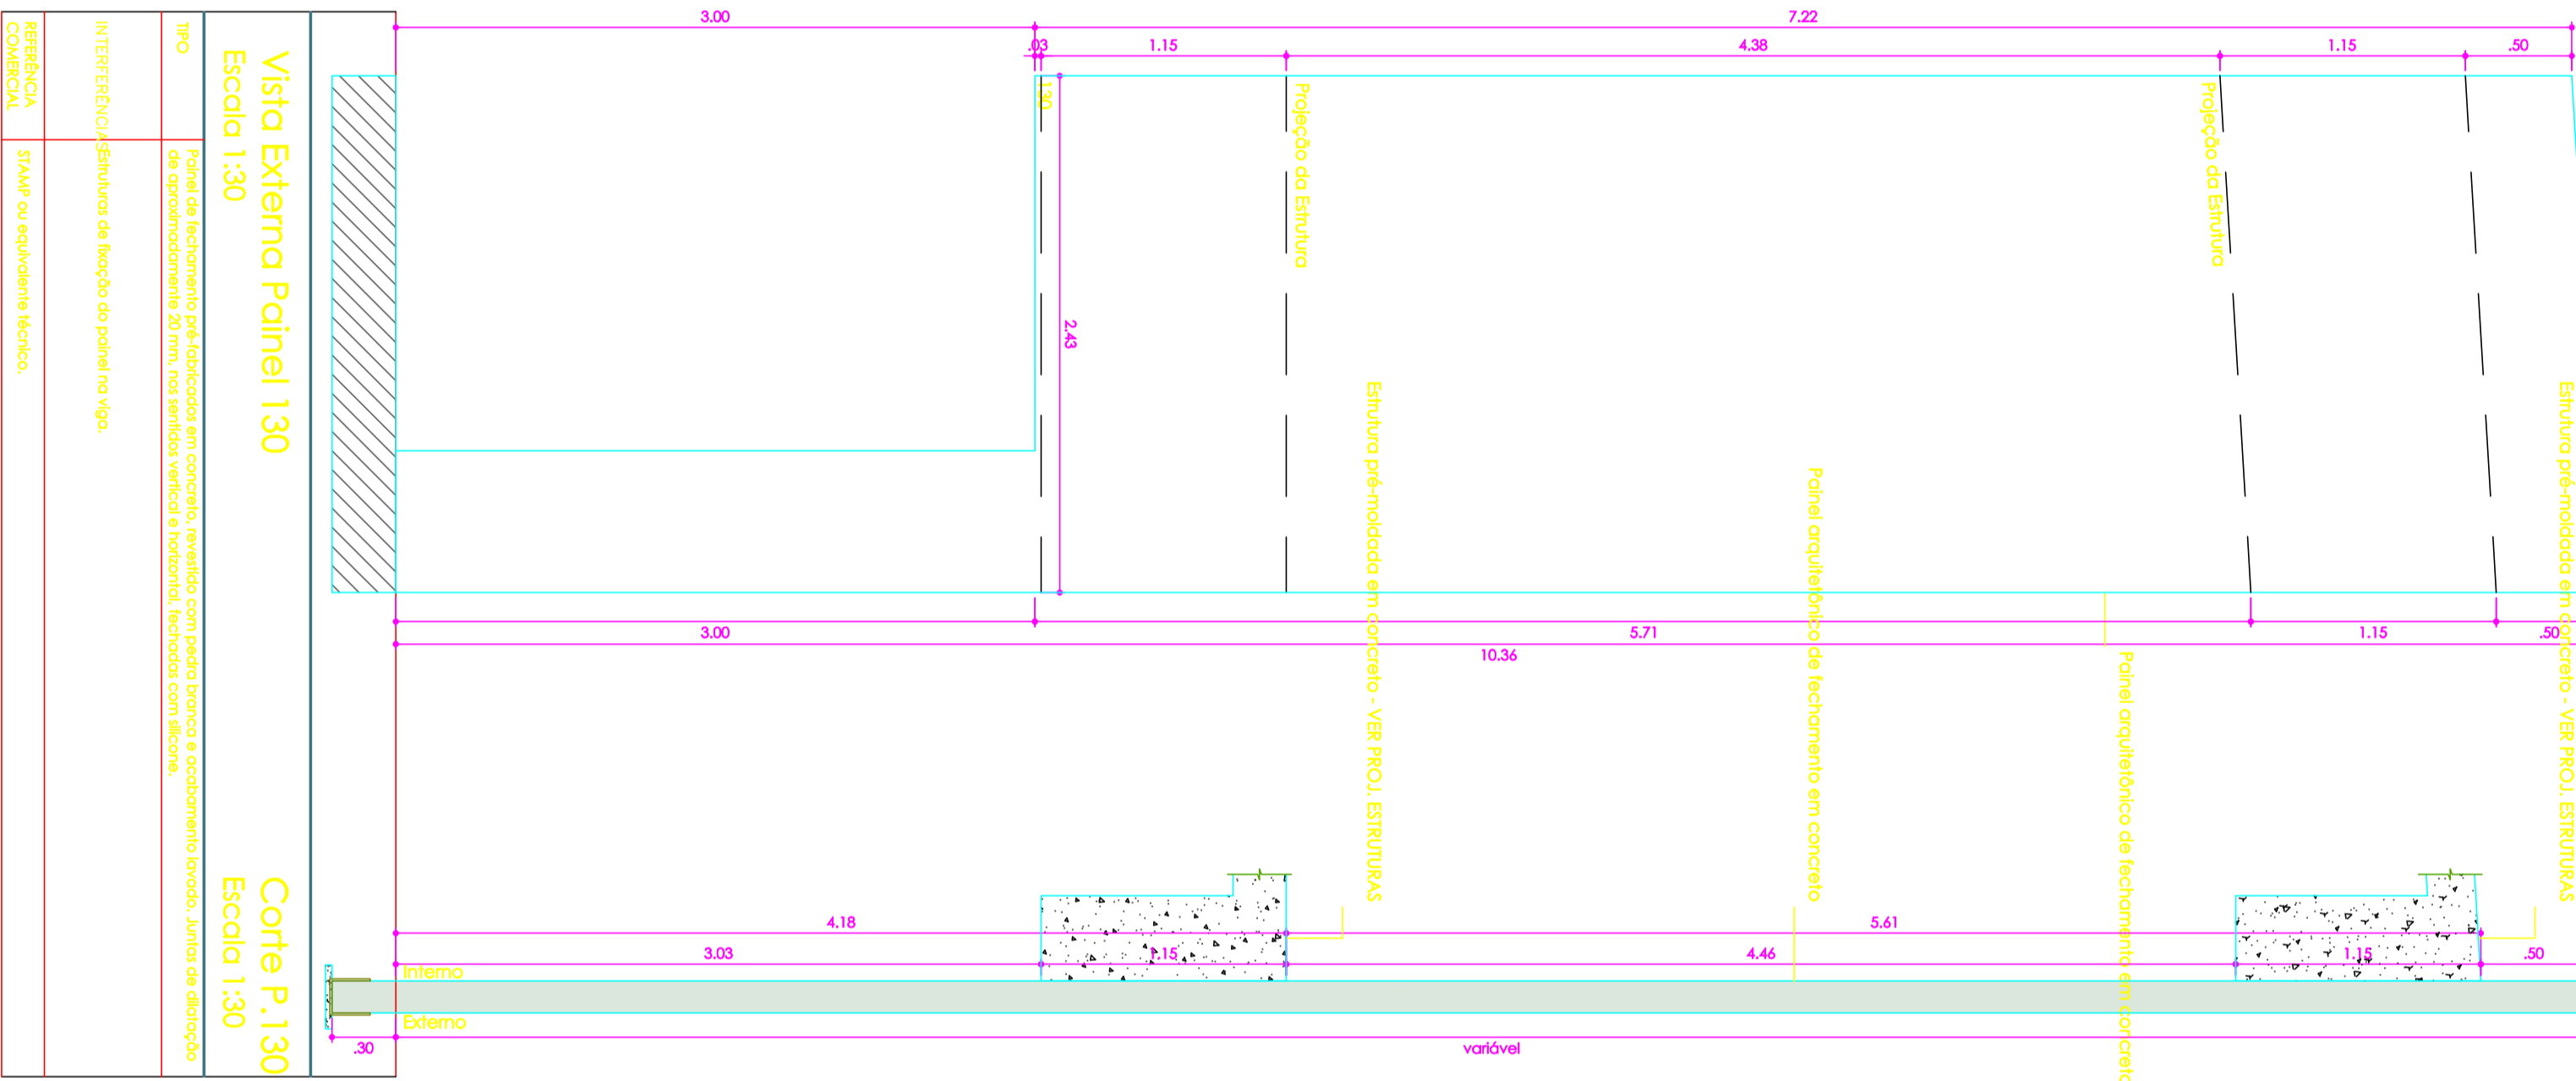 3.00
7.22
.03
1.15
4.38
1.15
.50
130
Projeção da Estrutura
Projeção da Estrutura
2.43
Estrutura pré-moldada em concreto - VER PROJ. ESTRUTURAS
Painel arquitetônico de fechamento em concreto
Painel arquitetônico de fechamento em concreto
Estrutura pré-moldada em concreto - VER PROJ. ESTRUTURAS
3.00
5.71
1.15
.50
10.36
4.18
5.61
3.03
1.15
4.46
1.15
.50
Interno
Externo
.30
variável
Vista Externa Painel 130
Escala 1:30
Corte P.130
Escala 1:30
TIPO
Painel de fechamento pré-fabricados em concreto, revestido com pedra branca e acabamento lavado. Juntas de dilatação
de aproximadamente 20 mm, nos sentidos vertical e horizontal, fechadas com silicone.
INTERFERÊNCIAS
Estruturas de fixação do painel na viga.
REFERÊNCIA
COMERCIAL
STAMP ou equivalente técnico.